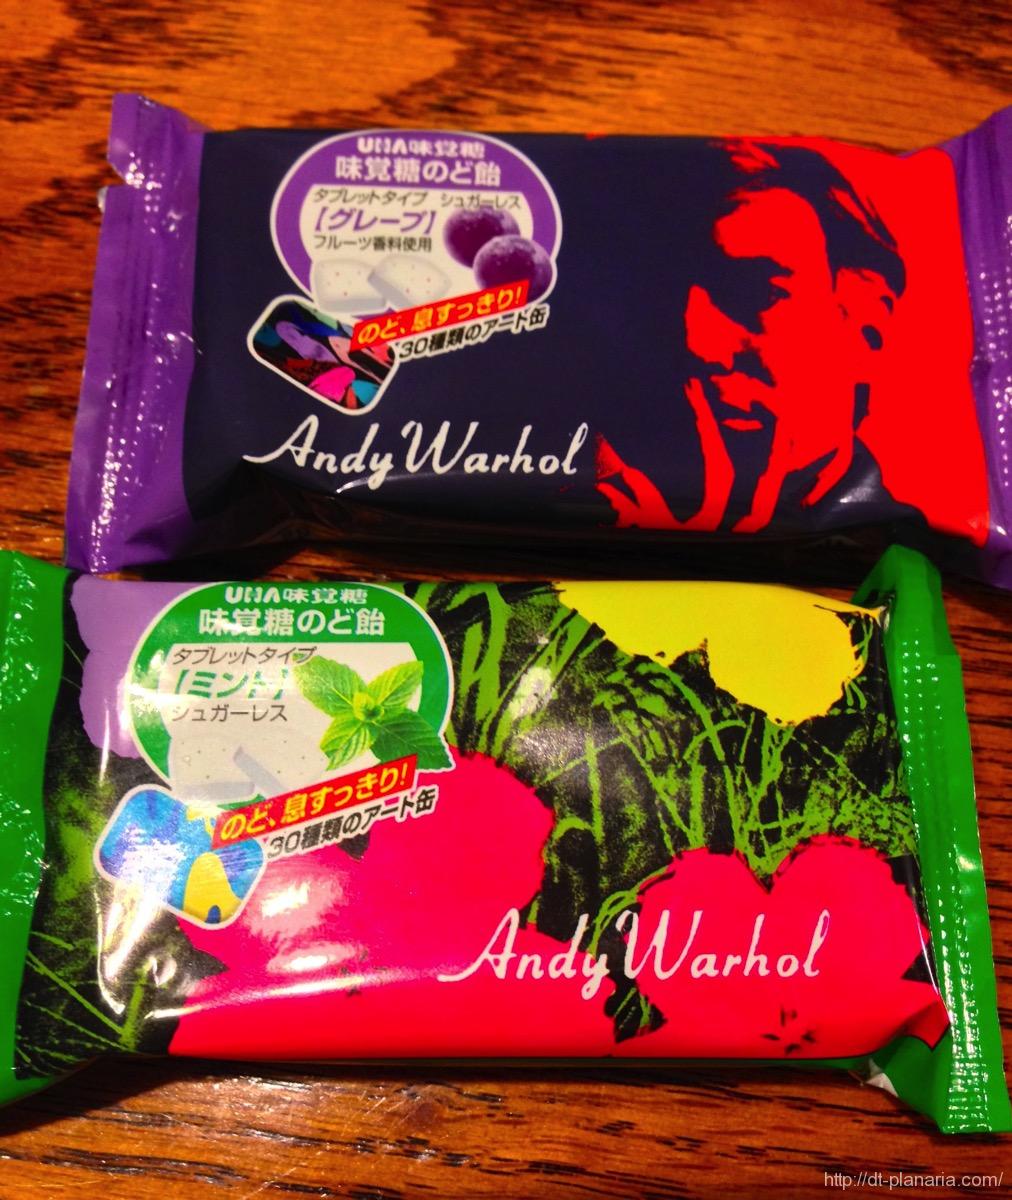 UHA味覚糖
味覚糖のど飴
タブレットタイプ シュガーレス
【グレープ】
フルーツ香料使用
のど、息すっきり!
30種類のアート缶
Andy Warhol
UHA味覚糖
味覚糖のど飴
タブレットタイプ
【ミント】
シュガーレス
のど、息すっきり!
30種類のアート缶
Andy Warhol
http://dt-planaria.com/